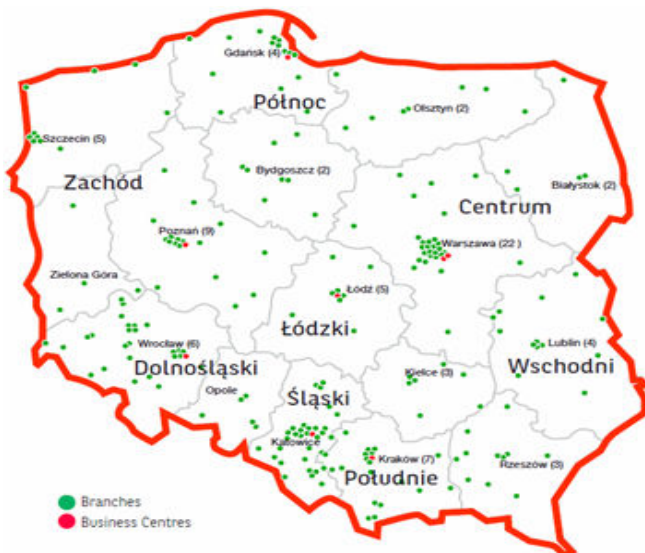 Gdańsk (4)
Północ
Olsztyn (2)
Szczecin (5)
Bydgoszcz (2)
Białystok (2)
Zachód
Centrum
Poznań (9)
Warszawa (22 )
Zielona Góra
Łódź (5)
Łódzki
Wrocław (6)
Lublin (4)
Dolnośląski
Wschodni
Kielce (3)
Opole
Śląski
Katowice
Kraków (7)
Rzeszów (3)
Południe
Branches
Business Centres